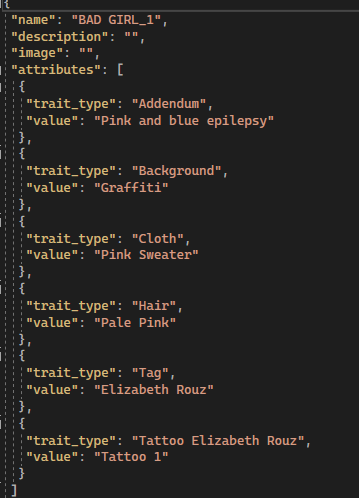 {
"name": "BAD GIRL_1",
"description": "",
"image": "",
"attributes": [
{
"trait_type": "Addendum",
"value": "Pink and blue epilepsy"
},
{
"trait_type": "Background",
"value": "Graffiti"
},
{
"trait_type": "Cloth",
"value": "Pink Sweater"
},
{
"trait_type": "Hair",
"value": "Pale Pink"
},
{
"trait_type": "Tag",
"value": "Elizabeth Rouz"
},
{
"trait_type": "Tattoo Elizabeth Rouz",
"value": "Tattoo 1"
}
]